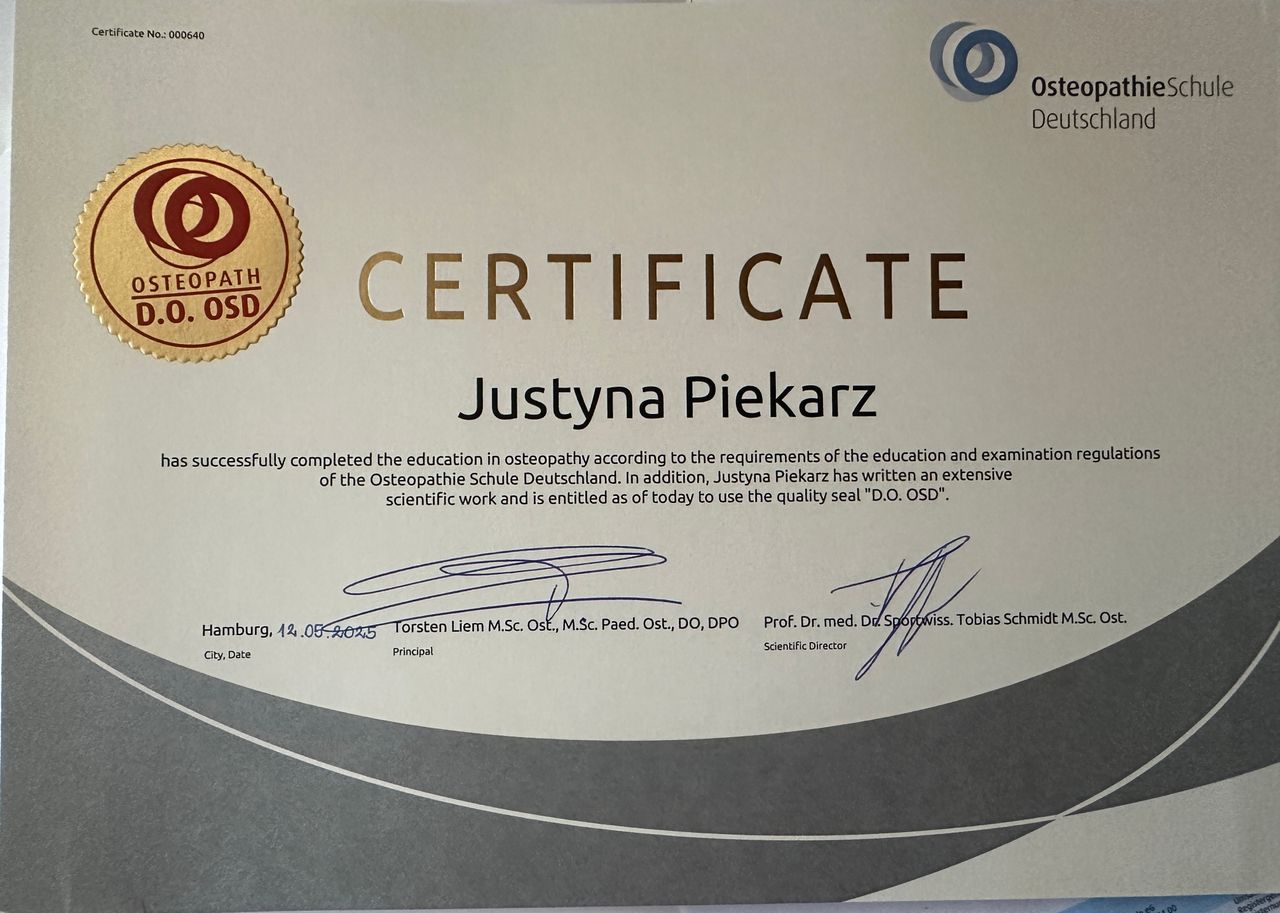 Certificate No.: 000640
OsteopathieSchule
Deutschland
OSTEOPATH
D.O. OSD
CERTIFICATE
Justyna Piekarz
has successfully completed the education in osteopathy according to the requirements of the education and examination regulations
of the Osteopathie Schule Deutschland. In addition, Justyna Piekarz has written an extensive
scientific work and is entitled as of today to use the quality seal "D.O. OSD".
Hamburg, 12.05.2025
City, Date
Torsten Liem M.Sc. Ost., M.Sc. Paed. Ost., DO, DPO
Principal
Prof. Dr. med. Dr. Sportwiss. Tobias Schmidt M.Sc. Ost.
Scientific Director